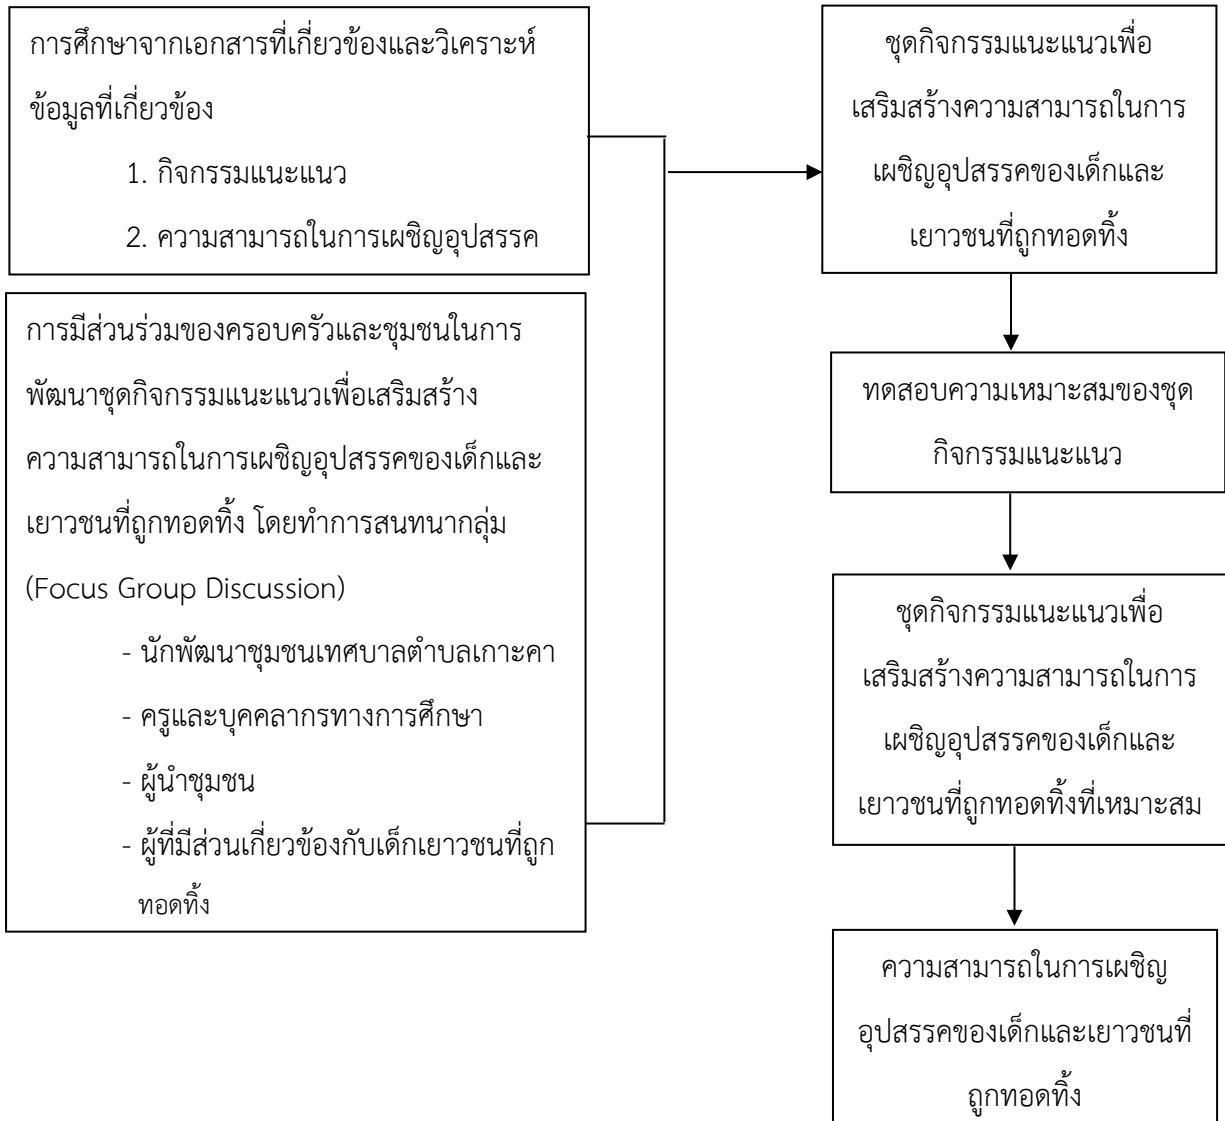 การศึกษาจากเอกสารที่เกี่ยวข้องและวิเคราะห์
ข้อมูลที่เกี่ยวข้อง
1. กิจกรรมแนะแนว
2. ความสามารถในการเผชิญอุปสรรค
การมีส่วนร่วมของครอบครัวและชุมชนในการ
พัฒนาชุดกิจกรรมแนะแนวเพื่อเสริมสร้าง
ความสามารถในการเผชิญอุปสรรคของเด็กและ
เยาวชนที่ถูกทอดทิ้ง โดยทำการสนทนากลุ่ม
(Focus Group Discussion)
- นักพัฒนาชุมชนเทศบาลตำบลเกาะคา
- ครูและบุคคลากรทางการศึกษา
- ผู้นำชุมชน
- ผู้ที่มีส่วนเกี่ยวข้องกับเด็กเยาวชนที่ถูก
ทอดทิ้ง
ชุดกิจกรรมแนะแนวเพื่อ
เสริมสร้างความสามารถในการ
เผชิญอุปสรรคของเด็กและ
เยาวชนที่ถูกทอดทิ้ง
ทดสอบความเหมาะสมของชุด
กิจกรรมแนะแนว
ชุดกิจกรรมแนะแนวเพื่อ
เสริมสร้างความสามารถในการ
เผชิญอุปสรรคของเด็กและ
เยาวชนที่ถูกทอดทิ้งที่เหมาะสม
ความสามารถในการเผชิญ
อุปสรรคของเด็กและเยาวชนที่
ถูกทอดทิ้ง